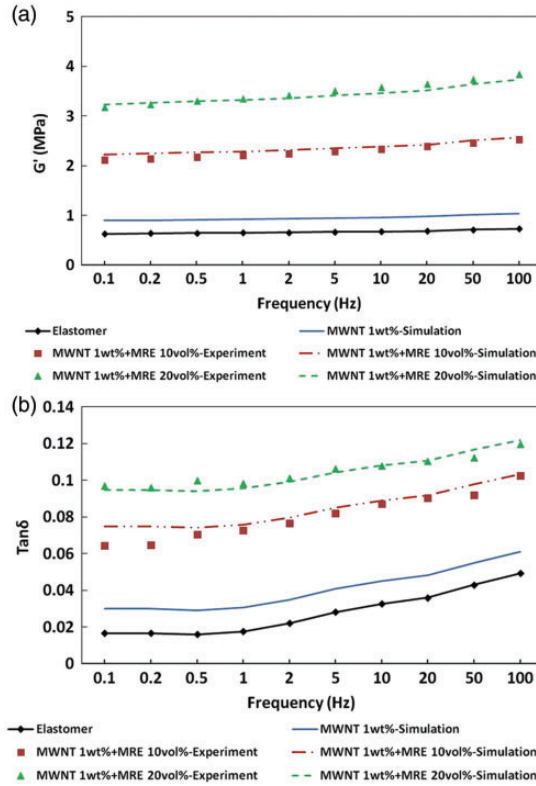 (a)
5
4
3
2
1
0
G' (MPa)
0.1 0.2 0.5 1 2 5 10 20 50 100
Frequency (Hz)
Elastomer MWNT 1wt%-Simulation
MWNT 1wt%+MRE 10vol%-Experiment MWNT 1wt%+MRE 10vol%-Simulation
MWNT 1wt%+MRE 20vol%-Experiment MWNT 1wt%+MRE 20vol%-Simulation
(b)
0.14
0.12
0.1
0.08
0.06
0.04
0.02
0
Tanδ
0.1 0.2 0.5 1 2 5 10 20 50 100
Frequency (Hz)
Elastomer MWNT 1wt%-Simulation
MWNT 1wt%+MRE 10vol%-Experiment MWNT 1wt%+MRE 10vol%-Simulation
MWNT 1wt%+MRE 20vol%-Experiment MWNT 1wt%+MRE 20vol%-Simulation